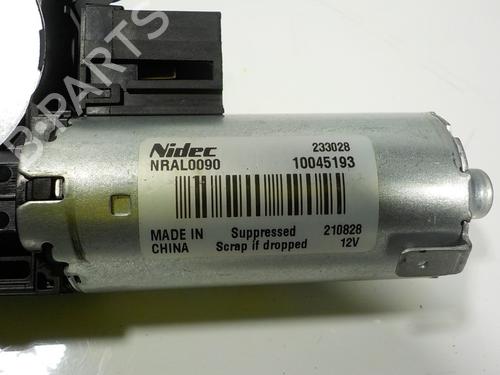 B-PARTS
Nidec 233028
NRAL0090 10045193
MADE IN Suppressed 210828
CHINA Scrap if dropped 12V